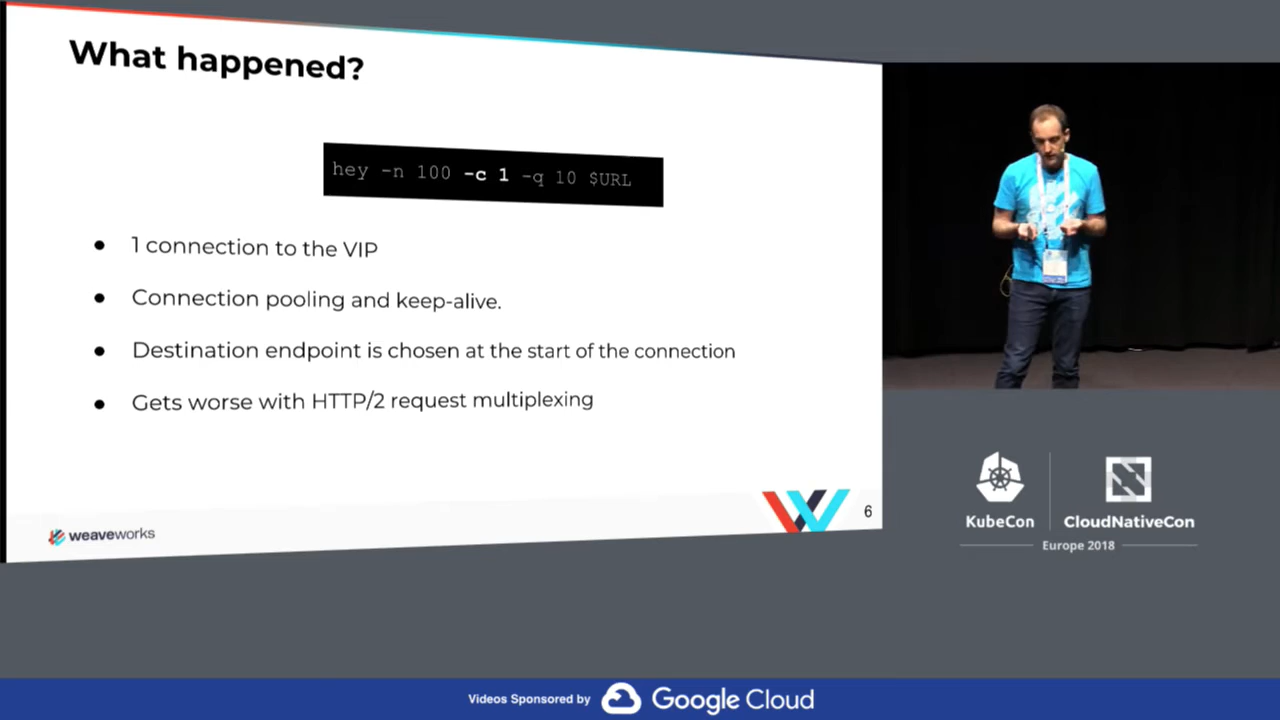 What happened?
hey -n 100 -c 1 -q 10 $URL
● 1 connection to the VIP
● Connection pooling and keep-alive.
● Destination endpoint is chosen at the start of the connection
● Gets worse with HTTP/2 request multiplexing
weaveworks
6
KubeCon
CloudNativeCon
Europe 2018
Videos Sponsored by Google Cloud